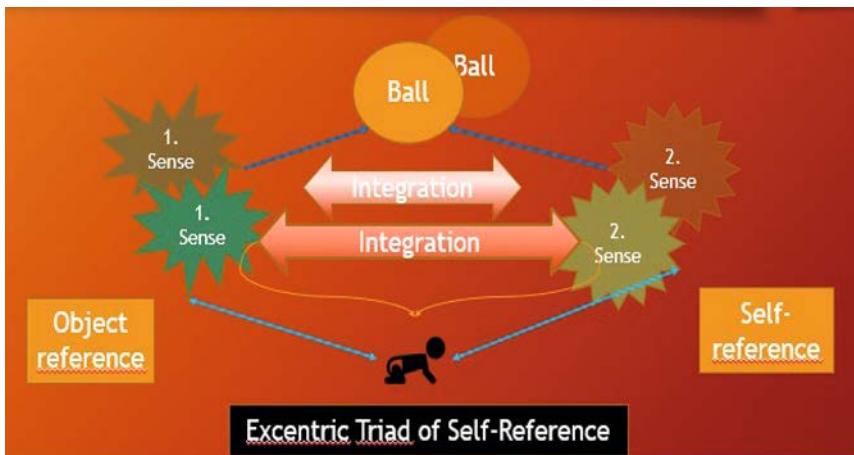 Ball
Ball
1.
Sense
2.
Sense
Integration
1.
Sense
2.
Sense
Integration
Object
reference
Self-
reference
Excentric Triad of Self-Reference